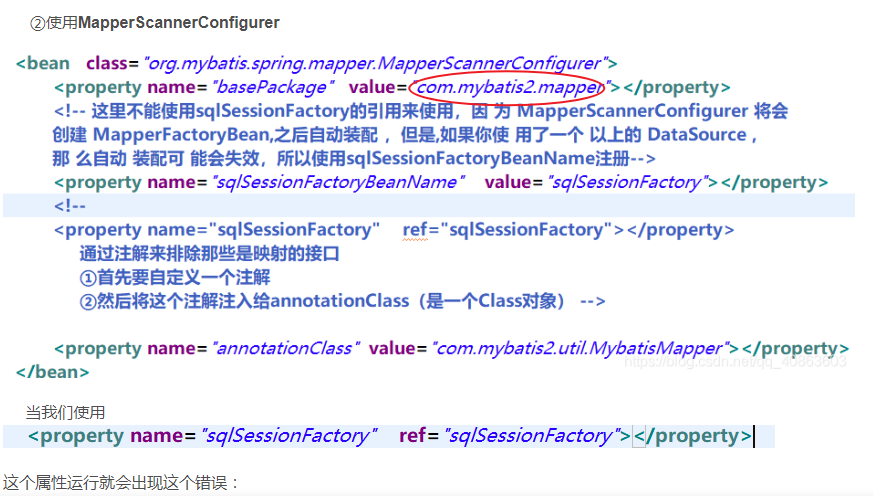 ②使用MapperScannerConfigurer
<bean class="org.mybatis.spring.mapper.MapperScannerConfigurer">
<property name="basePackage" value="com.mybatis2.mapper"></property>
<!-- 这里不能使用sqlSessionFactory的引用来使用，因 为 MapperScannerConfigurer 将会
创建 MapperFactoryBean,之后自动装配 ，但是,如果你使 用了一个 以上的 DataSource ，
那 么自动 装配可 能会失效，所以使用sqlSessionFactoryBeanName注册-->
<property name="sqlSessionFactoryBeanName" value="sqlSessionFactory"></property>
<!--
<property name="sqlSessionFactory" ref="sqlSessionFactory"></property>
通过注解来排除那些是映射的接口
①首先要自定义一个注解
②然后将这个注解注入给annotationClass（是一个Class对象） -->
<property name="annotationClass" value="com.mybatis2.util.MybatisMapper"></property>
https://blog.csdn.net/qq_40863603
</bean>
当我们使用
<property name="sqlSessionFactory" ref="sqlSessionFactory"></property>
这个属性运行就会出现这个错误：